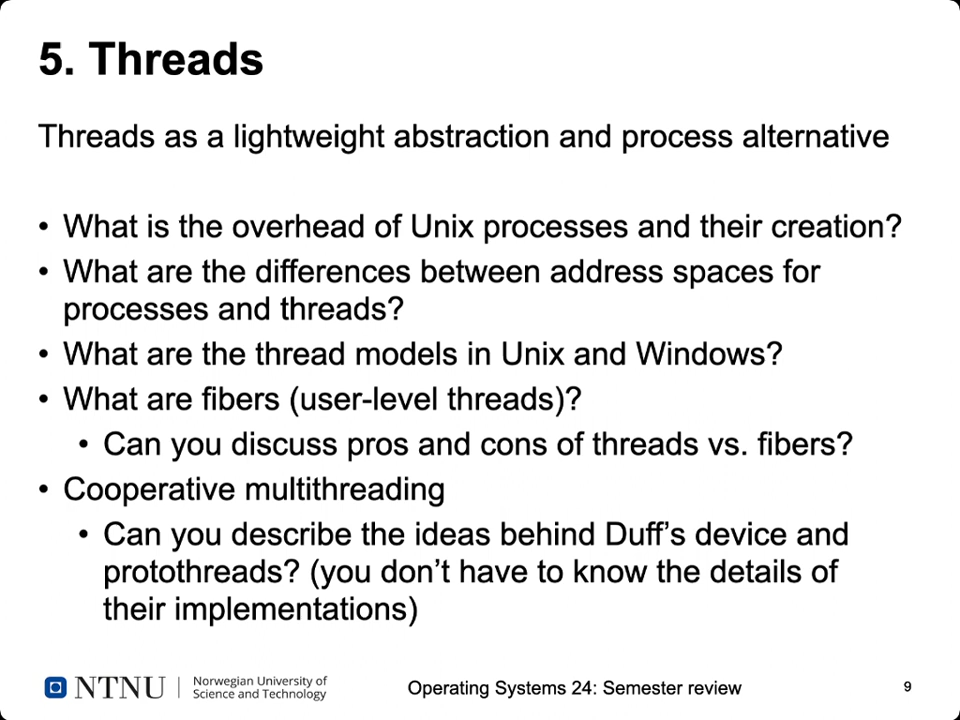 5. Threads
Threads as a lightweight abstraction and process alternative
• What is the overhead of Unix processes and their creation?
• What are the differences between address spaces for
processes and threads?
• What are the thread models in Unix and Windows?
• What are fibers (user-level threads)?
• Can you discuss pros and cons of threads vs. fibers?
• Cooperative multithreading
• Can you describe the ideas behind Duff’s device and
protothreads? (you don’t have to know the details of
their implementations)
NTNU
Norwegian University of
Science and Technology
Operating Systems 24: Semester review
9